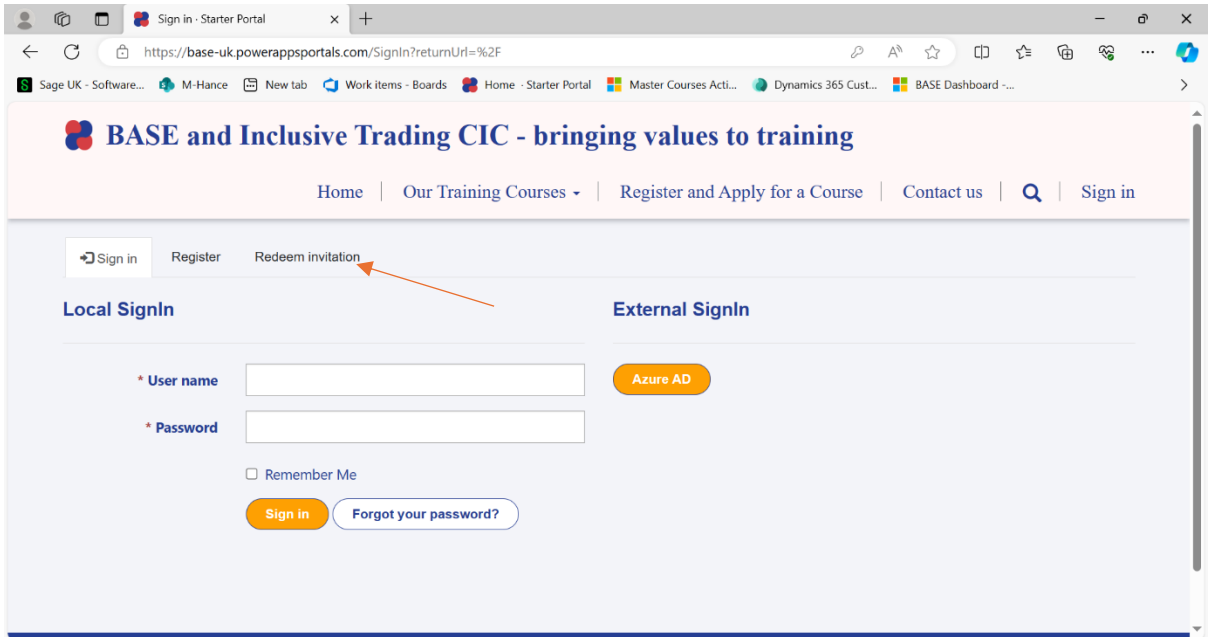 Sign in · Starter Portal
https://base-uk.powerappsportals.com/SignIn?returnUrl=%2F
Sage UK - Software... M-Hance New tab Work items - Boards Home · Starter Portal Master Courses Acti... Dynamics 365 Cust... BASE Dashboard -...
BASE and Inclusive Trading CIC - bringing values to training
Home Our Training Courses Register and Apply for a Course Contact us Sign in
Sign in Register Redeem invitation
Local SignIn External SignIn
* User name Azure AD
* Password
Remember Me
Sign in Forgot your password?